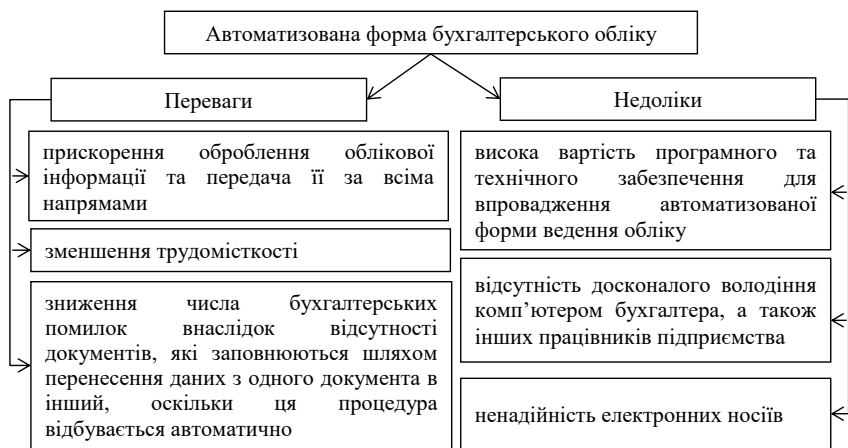 Автоматизована форма бухгалтерського обліку
Переваги
прискорення оброблення облікової
інформації та передача її за всіма
напрямами
зменшення трудомісткості
зниження числа бухгалтерських
помилок внаслідок відсутності
документів, які заповнюються шляхом
перенесення даних з одного документа в
інший, оскільки ця процедура
відбувається автоматично
Недоліки
висока вартість програмного та
технічного забезпечення для
впровадження автоматизованої
форми ведення обліку
відсутність досконалого володіння
комп’ютером бухгалтера, а також
інших працівників підприємства
ненадійність електронних носіїв